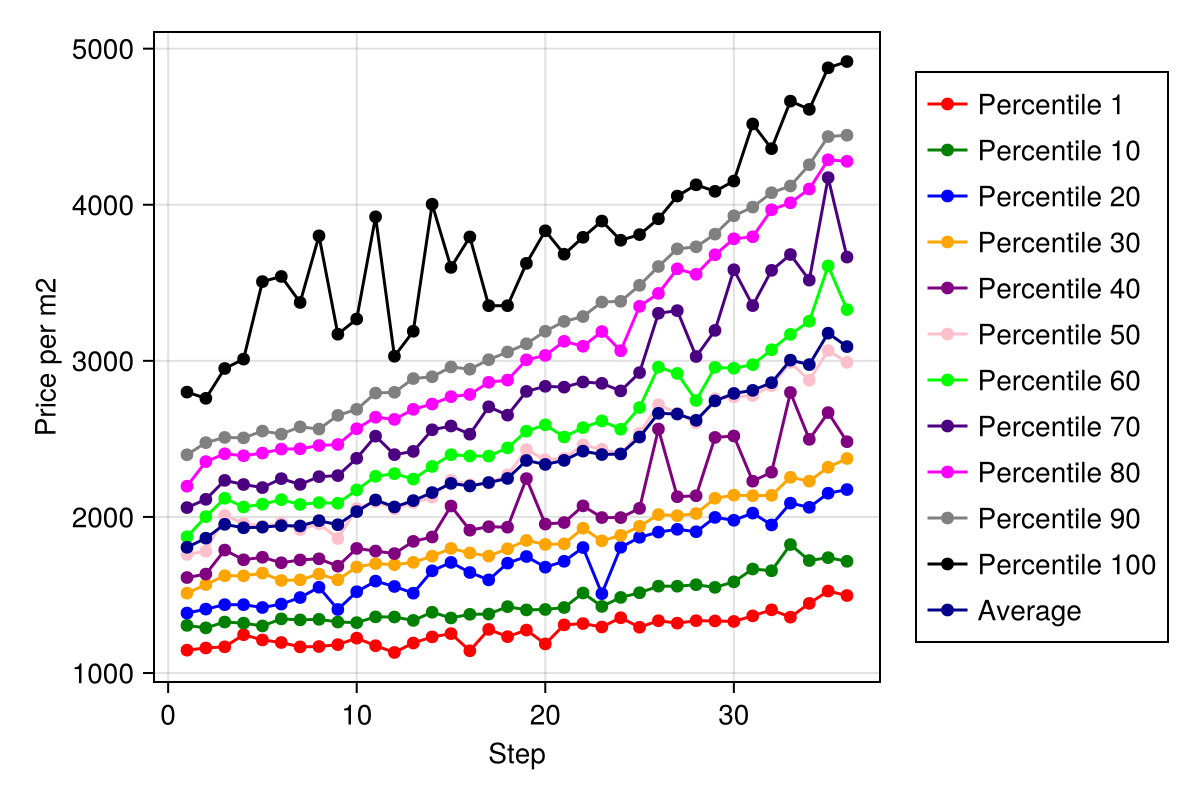 5000
4000
3000
2000
1000
0 10 20 30
Price per m2
Step
Percentile 1
Percentile 10
Percentile 20
Percentile 30
Percentile 40
Percentile 50
Percentile 60
Percentile 70
Percentile 80
Percentile 90
Percentile 100
Average